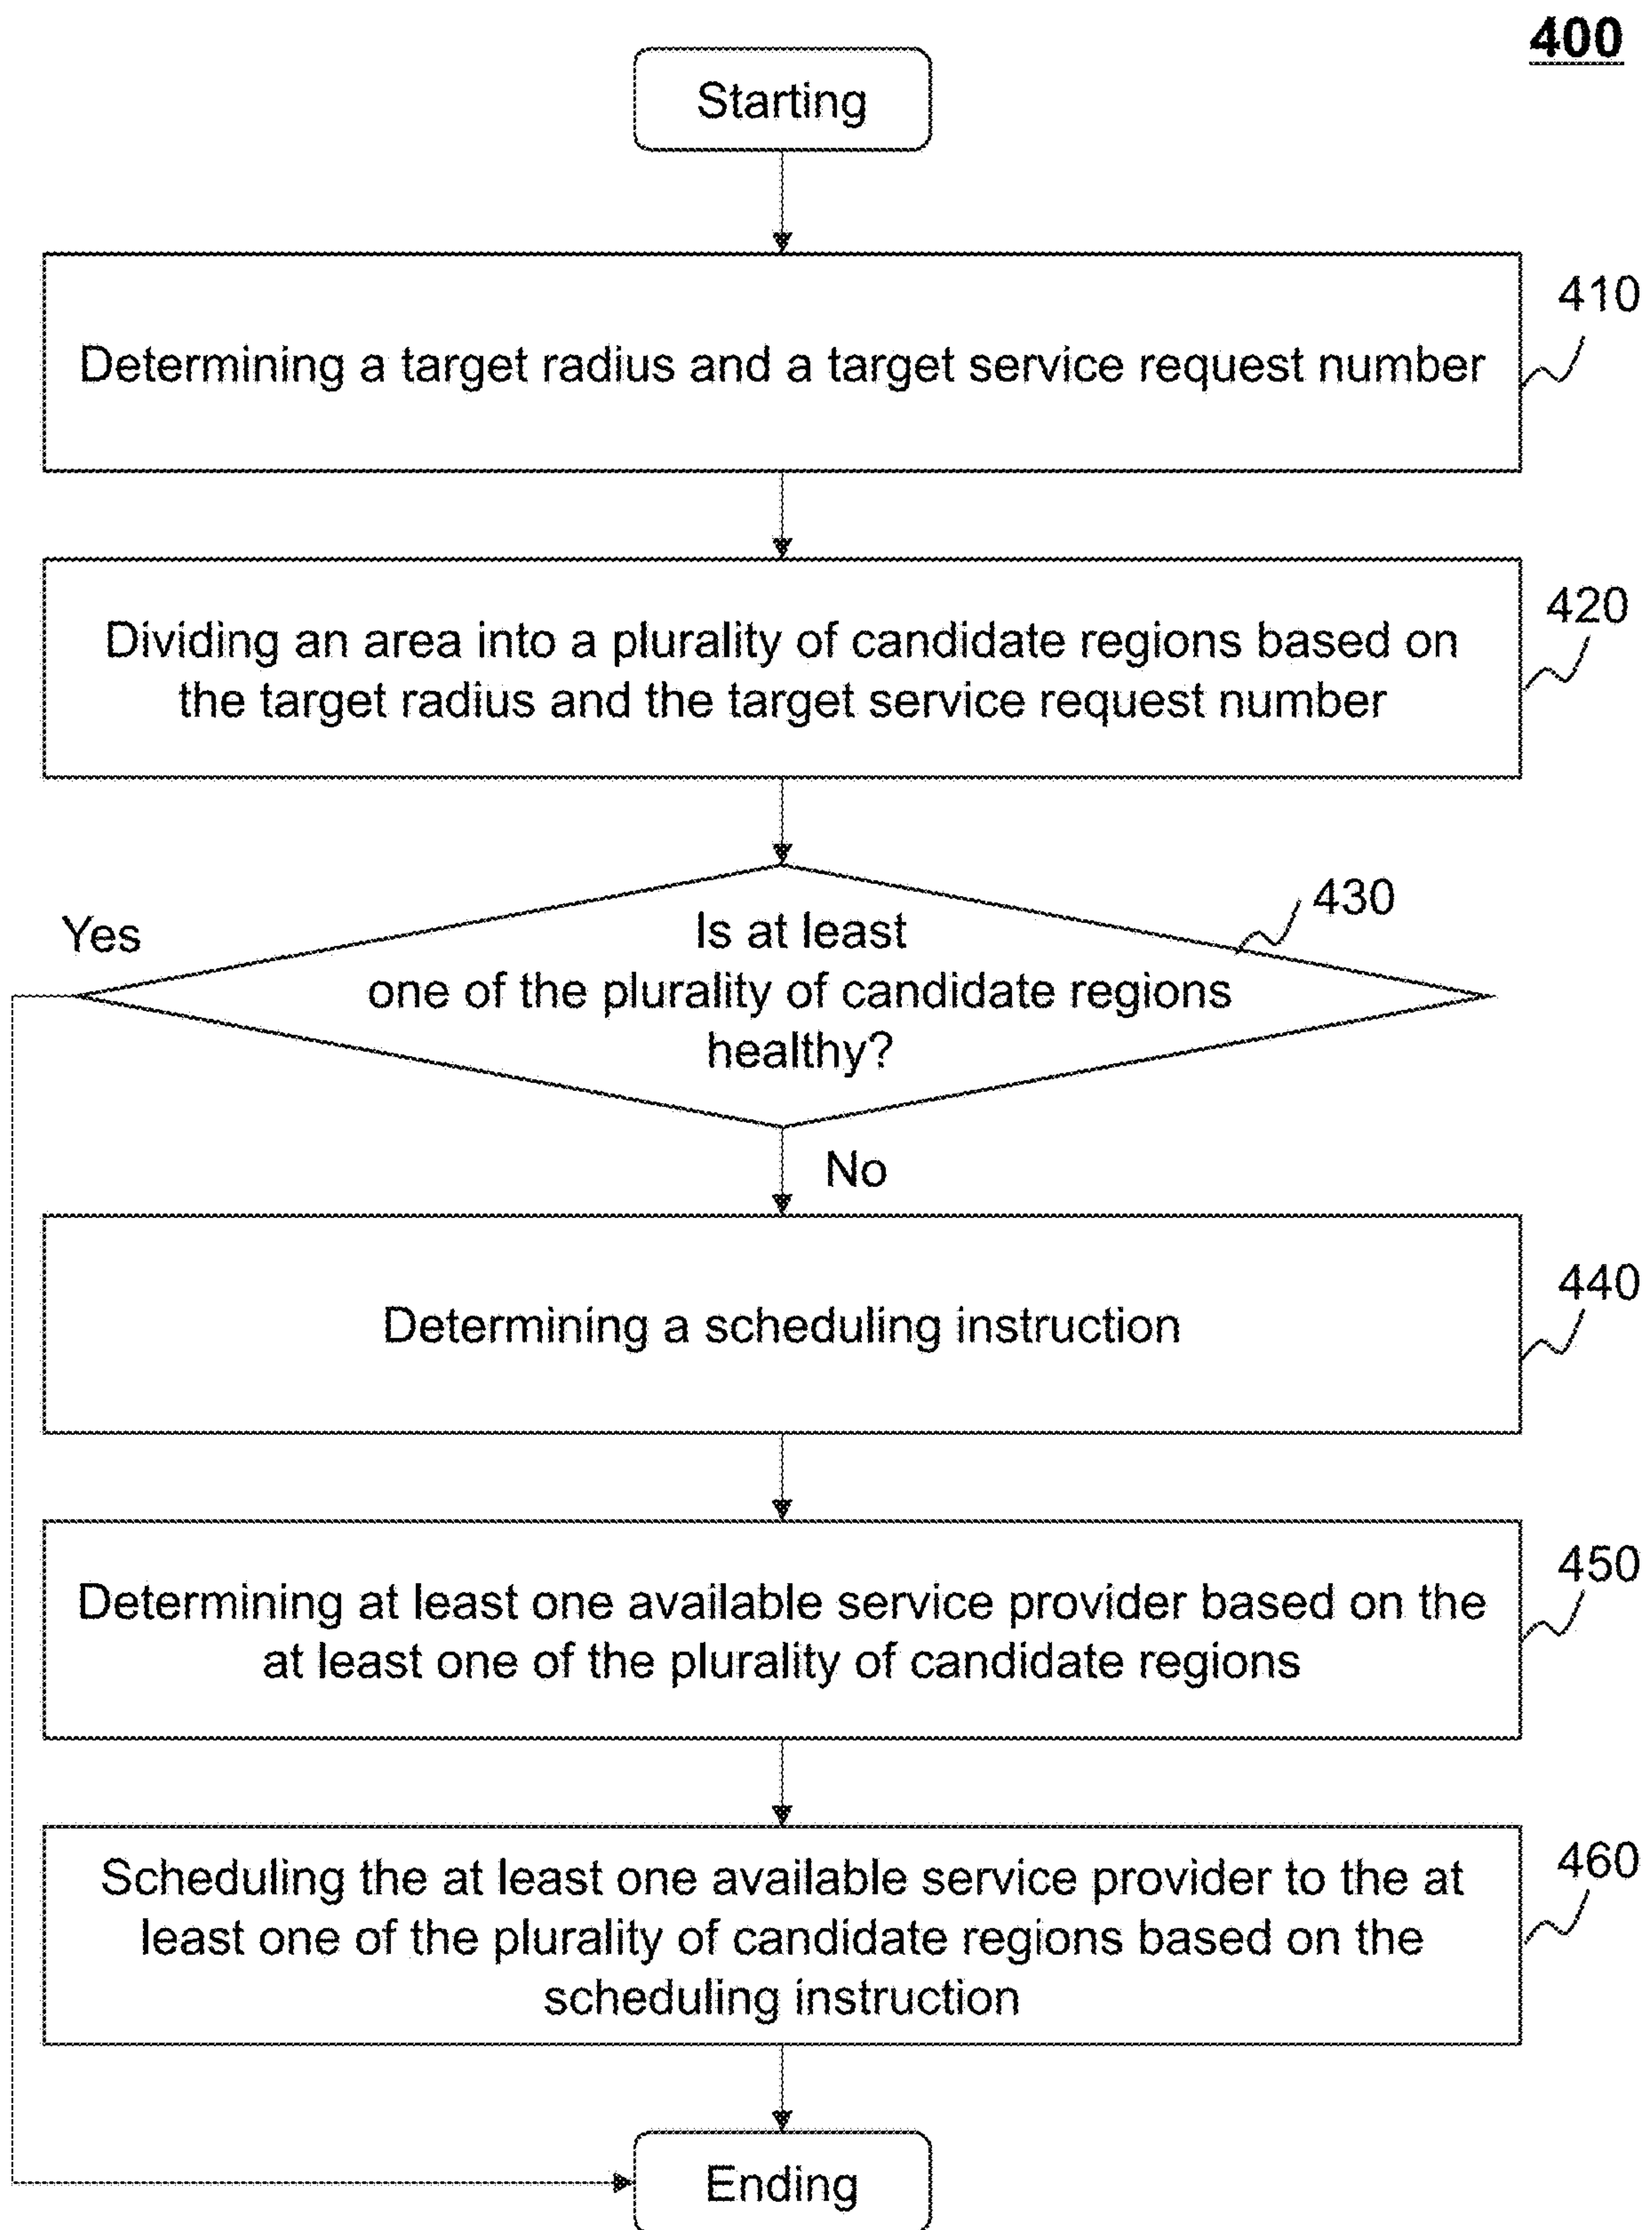 400
Starting
410
Determining a target radius and a target service request number
420
Dividing an area into a plurality of candidate regions based on
the target radius and the target service request number
430
Yes
Is at least
one of the plurality of candidate regions
healthy?
No
440
Determining a scheduling instruction
450
Determining at least one available service provider based on the
at least one of the plurality of candidate regions
460
Scheduling the at least one available service provider to the at
least one of the plurality of candidate regions based on the
scheduling instruction
Ending